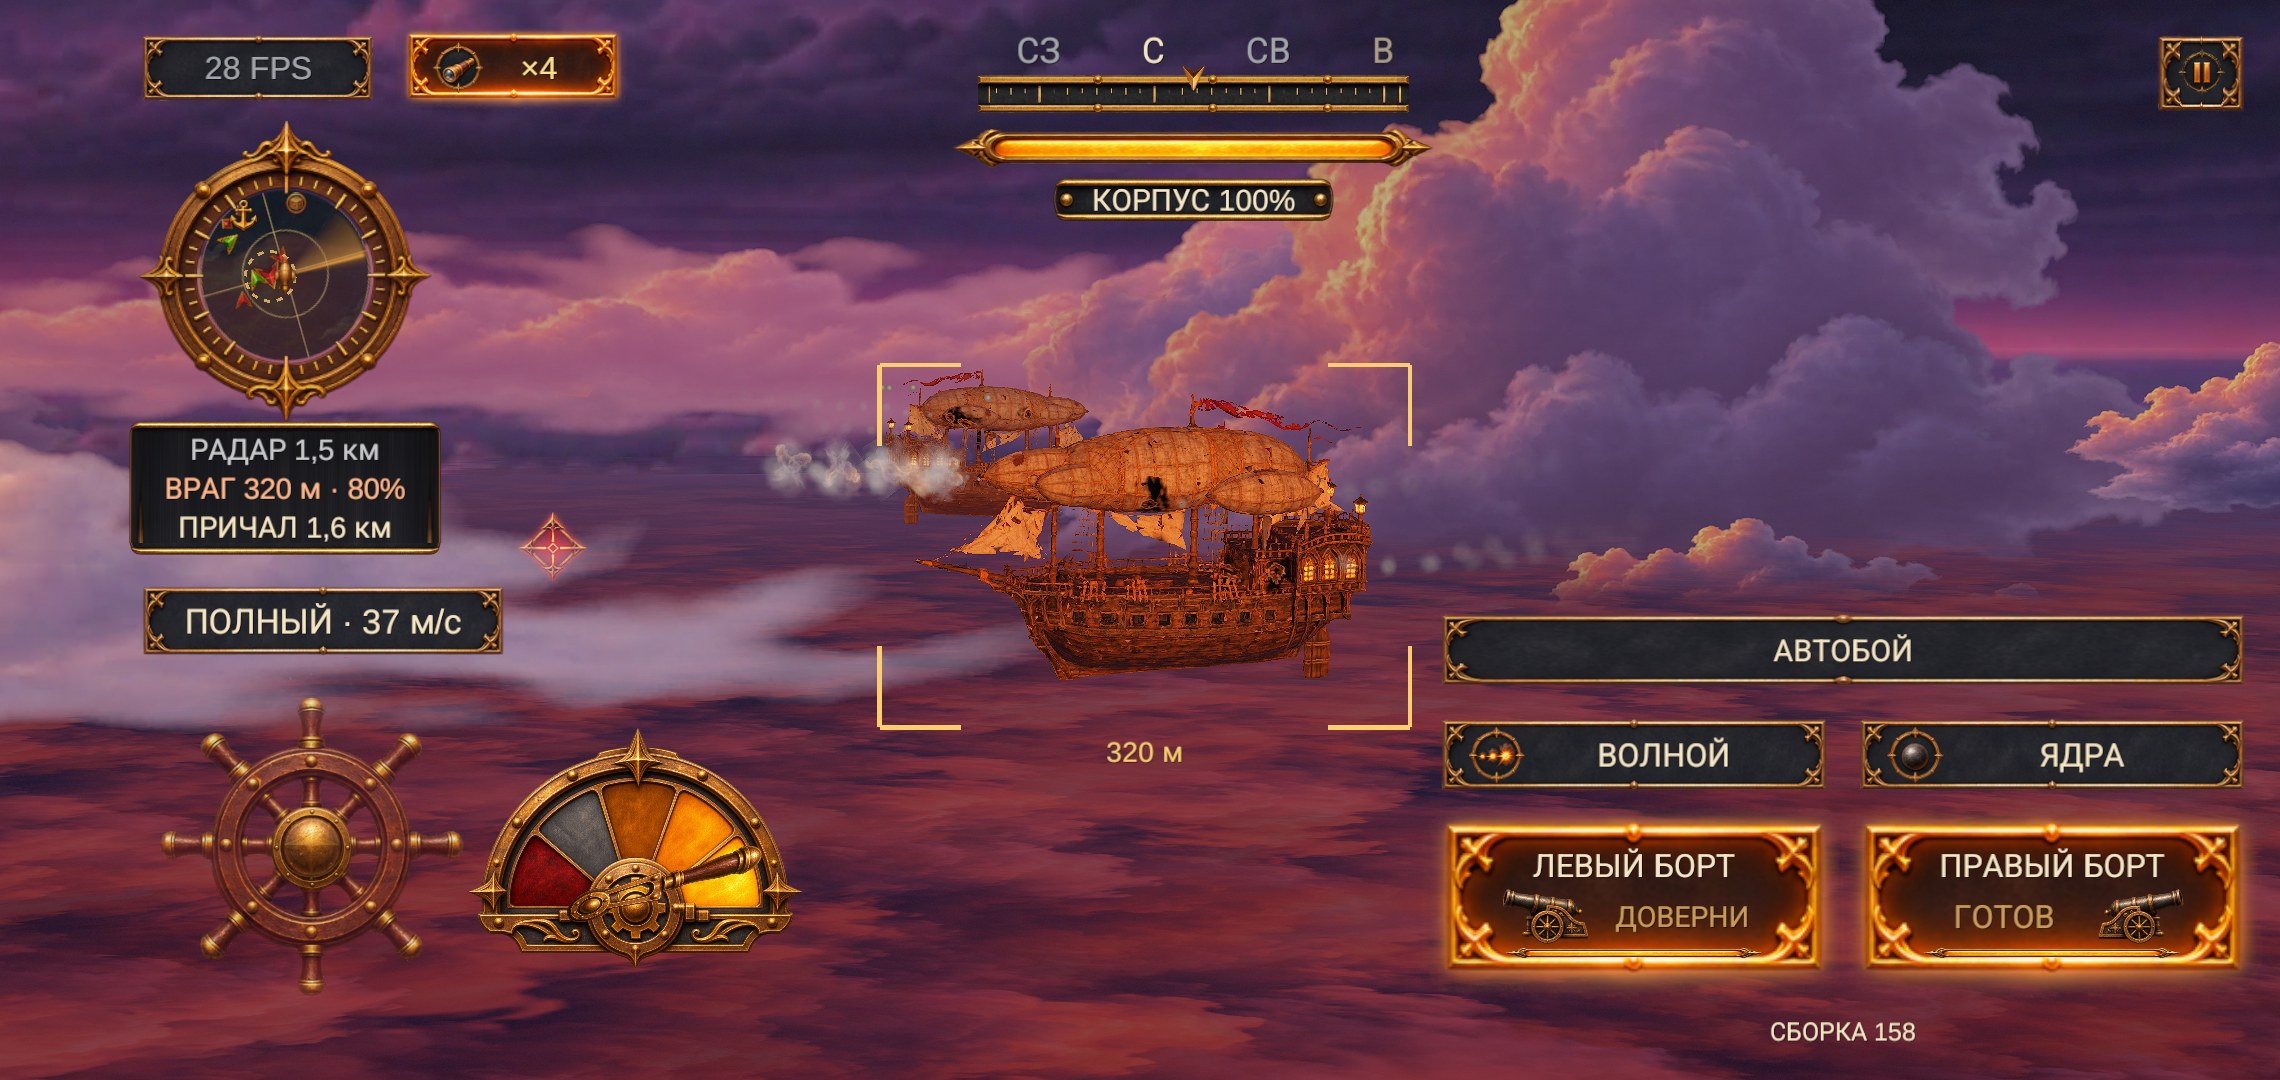 28 FPS
×4
СЗ С СВ В
КОРПУС 100%
РАДАР 1,5 км
ВРАГ 320 м · 80%
ПРИЧАЛ 1,6 км
ПОЛНЫЙ · 37 м/с
320 м
АВТОБОЙ
ВОЛНОЙ
ЯДРА
ЛЕВЫЙ БОРТ
ДОВЕРНИ
ПРАВЫЙ БОРТ
ГОТОВ
СБОРКА 158